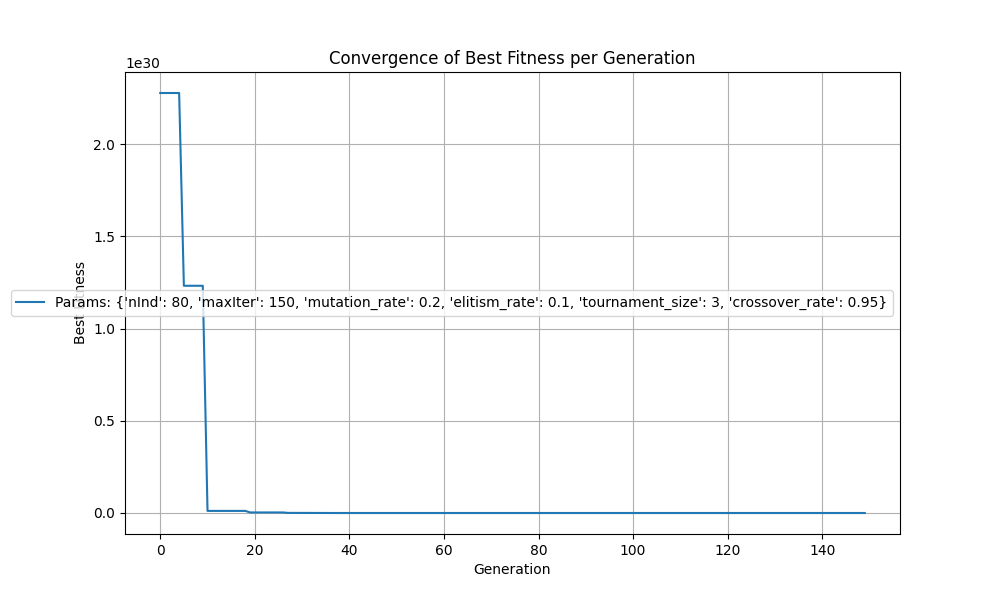 Convergence of Best Fitness per Generation
1e30
2.0
1.5
Params: {'nInd': 80, 'maxIter': 150, 'mutation_rate': 0.2, 'elitism_rate': 0.1, 'tournament_size': 3, 'crossover_rate': 0.95}
Best Fitness
1.0
0.5
0.0
0 20 40 60 80 100 120 140
Generation